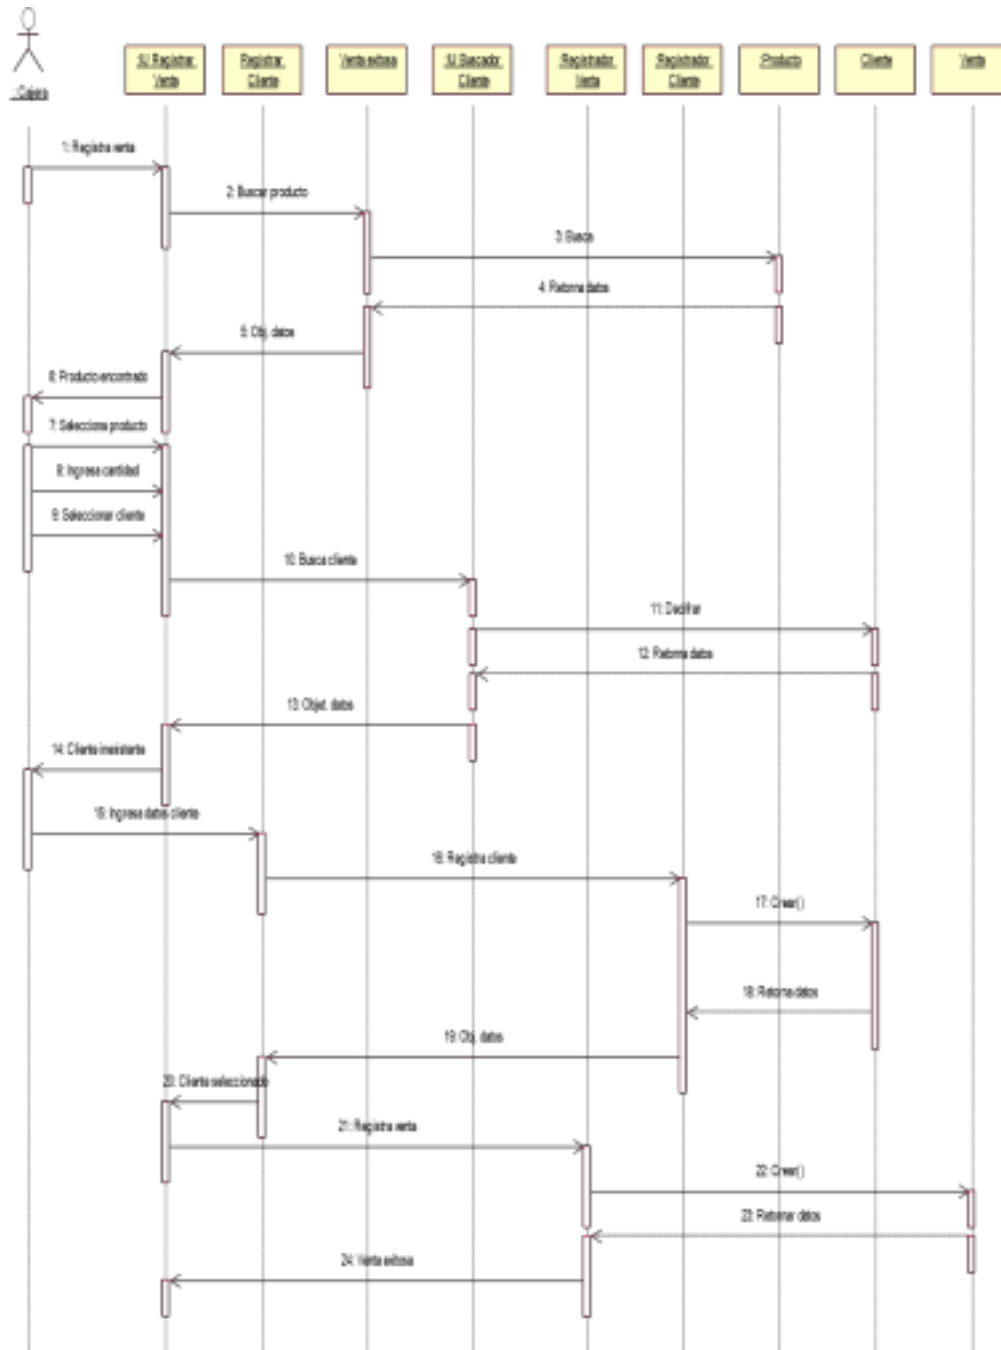 : Cajera
:IU Registrar
Venta
Registrar
Cliente
Venta exitosa
:IU Buscador
Cliente
:Registrador
Venta
:Registrador
Cliente
:Producto
Cliente
Venta
1: Registra venta
2: Buscar producto
3: Busca
4: Retorna datos
5: Obj. datos
6: Producto encontrado
7: Selecciona producto
8: Ingresa cantidad
9: Seleccionar cliente
10: Busca cliente
11:
12: Retorna datos
13: Objet. datos
14: Cliente inexistente
15: Ingresa datos cliente
16: Registra cliente
17: Crear()
18: Retorna datos
19: Obj. datos
20: Cliente seleccionado
21: Registra venta
22: Crear()
23: Retornar datos
24: Venta exitosa